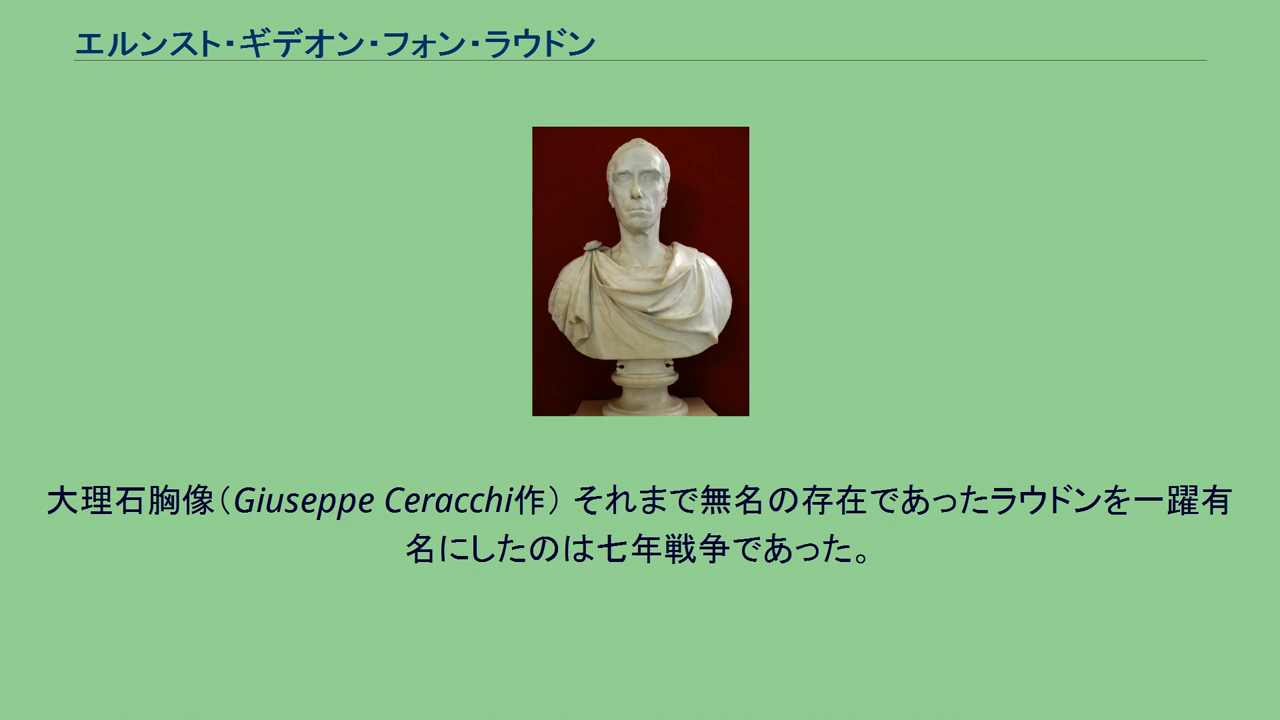 エルンスト・ギデオン・フォン・ラウドン
大理石胸像（Giuseppe Ceracchi作） それまで無名の存在であったラウドンを一躍有
名にしたのは七年戦争であった。